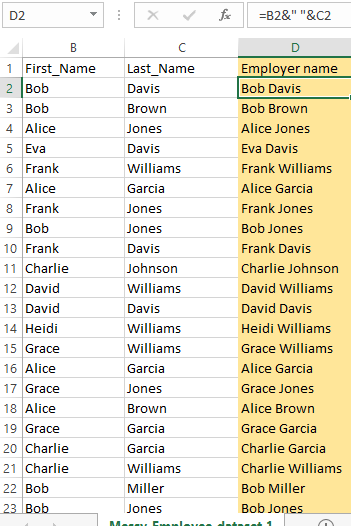 D2 fx =B2&" "&C2
B C D
1 First_Name Last_Name Employer name
2 Bob Davis Bob Davis
3 Bob Brown Bob Brown
4 Alice Jones Alice Jones
5 Eva Davis Eva Davis
6 Frank Williams Frank Williams
7 Alice Garcia Alice Garcia
8 Frank Jones Frank Jones
9 Bob Jones Bob Jones
10 Frank Davis Frank Davis
11 Charlie Johnson Charlie Johnson
12 David Williams David Williams
13 David Davis David Davis
14 Heidi Williams Heidi Williams
15 Grace Williams Grace Williams
16 Alice Garcia Alice Garcia
17 Grace Jones Grace Jones
18 Alice Brown Alice Brown
19 Grace Garcia Grace Garcia
20 Charlie Garcia Charlie Garcia
21 Charlie Williams Charlie Williams
22 Bob Miller Bob Miller
23 Bob Jones Bob Jones
Messy Employee dataset 1